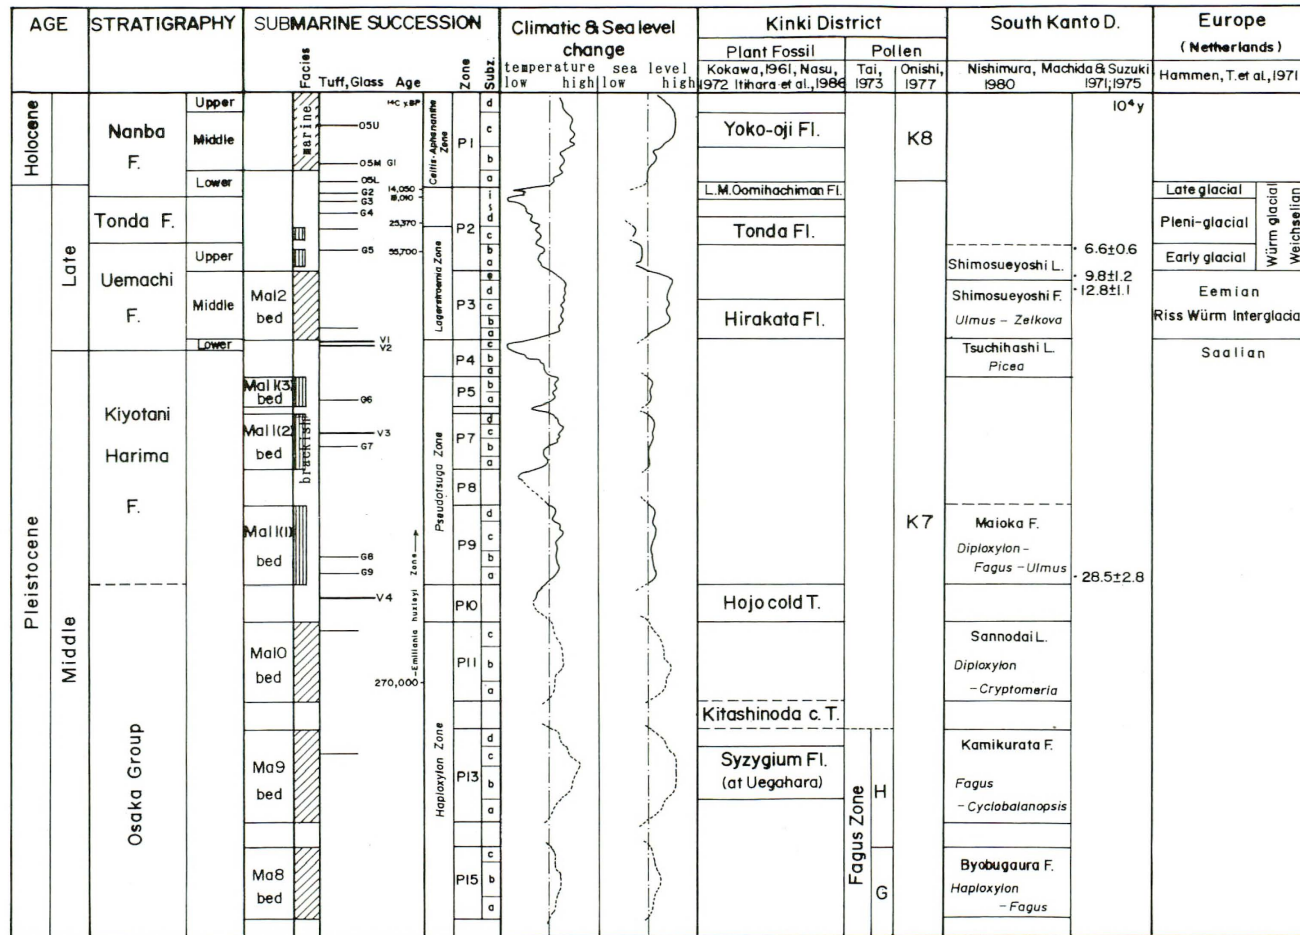 AGE
STRATIGRAPHY
SUBMARINE SUCCESSION
Facies
Tuff, Glass Age
Zone
Subz.
Climatic & Sea level
change
temperature
low high
sea level
low high
Kinki District
Plant Fossil
Kokawa, 1961, Nasu,
1972 Itihara et al., 1986
Pollen
Tai,
1973
Onishi,
1977
South Kanto D.
Nishimura, Machida & Suzuki
1980 1971; 1975
Europe
(Netherlands)
Hammen, T. et al, 1971
Holocene
Pleistocene
Late
Middle
Nanba
F.
Upper
Middle
Lower
Tonda F.
Uemachi
F.
Upper
Middle
Lower
Kiyotani
Harima
F.
Osaka Group
Ma12
bed
Ma11(3)
bed
Ma11(2)
bed
Ma11(1)
bed
Ma10
bed
Ma9
bed
Ma8
bed
marine
brackish
14C y.BP
O5U
O5M G1
O5L
G2
14,050
G3
18,010
G4
25,370
G5
55,700
V1
V2
G6
V3
G7
G8
G9
V4
270,000
Emiliania huxleyi Zone
Celtis-Aphananthe
Zone
Lagerstroemia Zone
Pseudotsuga Zone
Haploxylon Zone
P1
d
c
b
a
P2
i
s
d
c
b
a
P3
e
d
c
b
a
P4
c
b
a
P5
b
a
P7
d
c
b
a
P8
P9
d
c
b
a
P10
P11
c
b
a
P13
d
c
b
a
P15
c
b
a
Yoko-oji Fl.
L.M.Oomihachiman Fl.
Tonda Fl.
Hirakata Fl.
Hojo cold T.
Kitashinoda c. T.
Syzygium Fl.
(at Uegahara)
Fagus Zone
H
G
K8
K7
10⁴y
Shimosueyoshi L.
6.6±0.6
9.8±1.2
12.8±1.1
Shimosueyoshi F.
Ulmus – Zelkova
Tsuchihashi L.
Picea
Maioka F.
Diploxylon –
Fagus – Ulmus
28.5±2.8
Sannodai L.
Diploxylon
– Cryptomeria
Kamikurata F.
Fagus
– Cyclobalanopsis
Byobugaura F.
Haploxylon
– Fagus
Late glacial
Pleni-glacial
Early glacial
Würm glacial
Weichselian
Eemian
Riss Würm Interglacial
Saalian